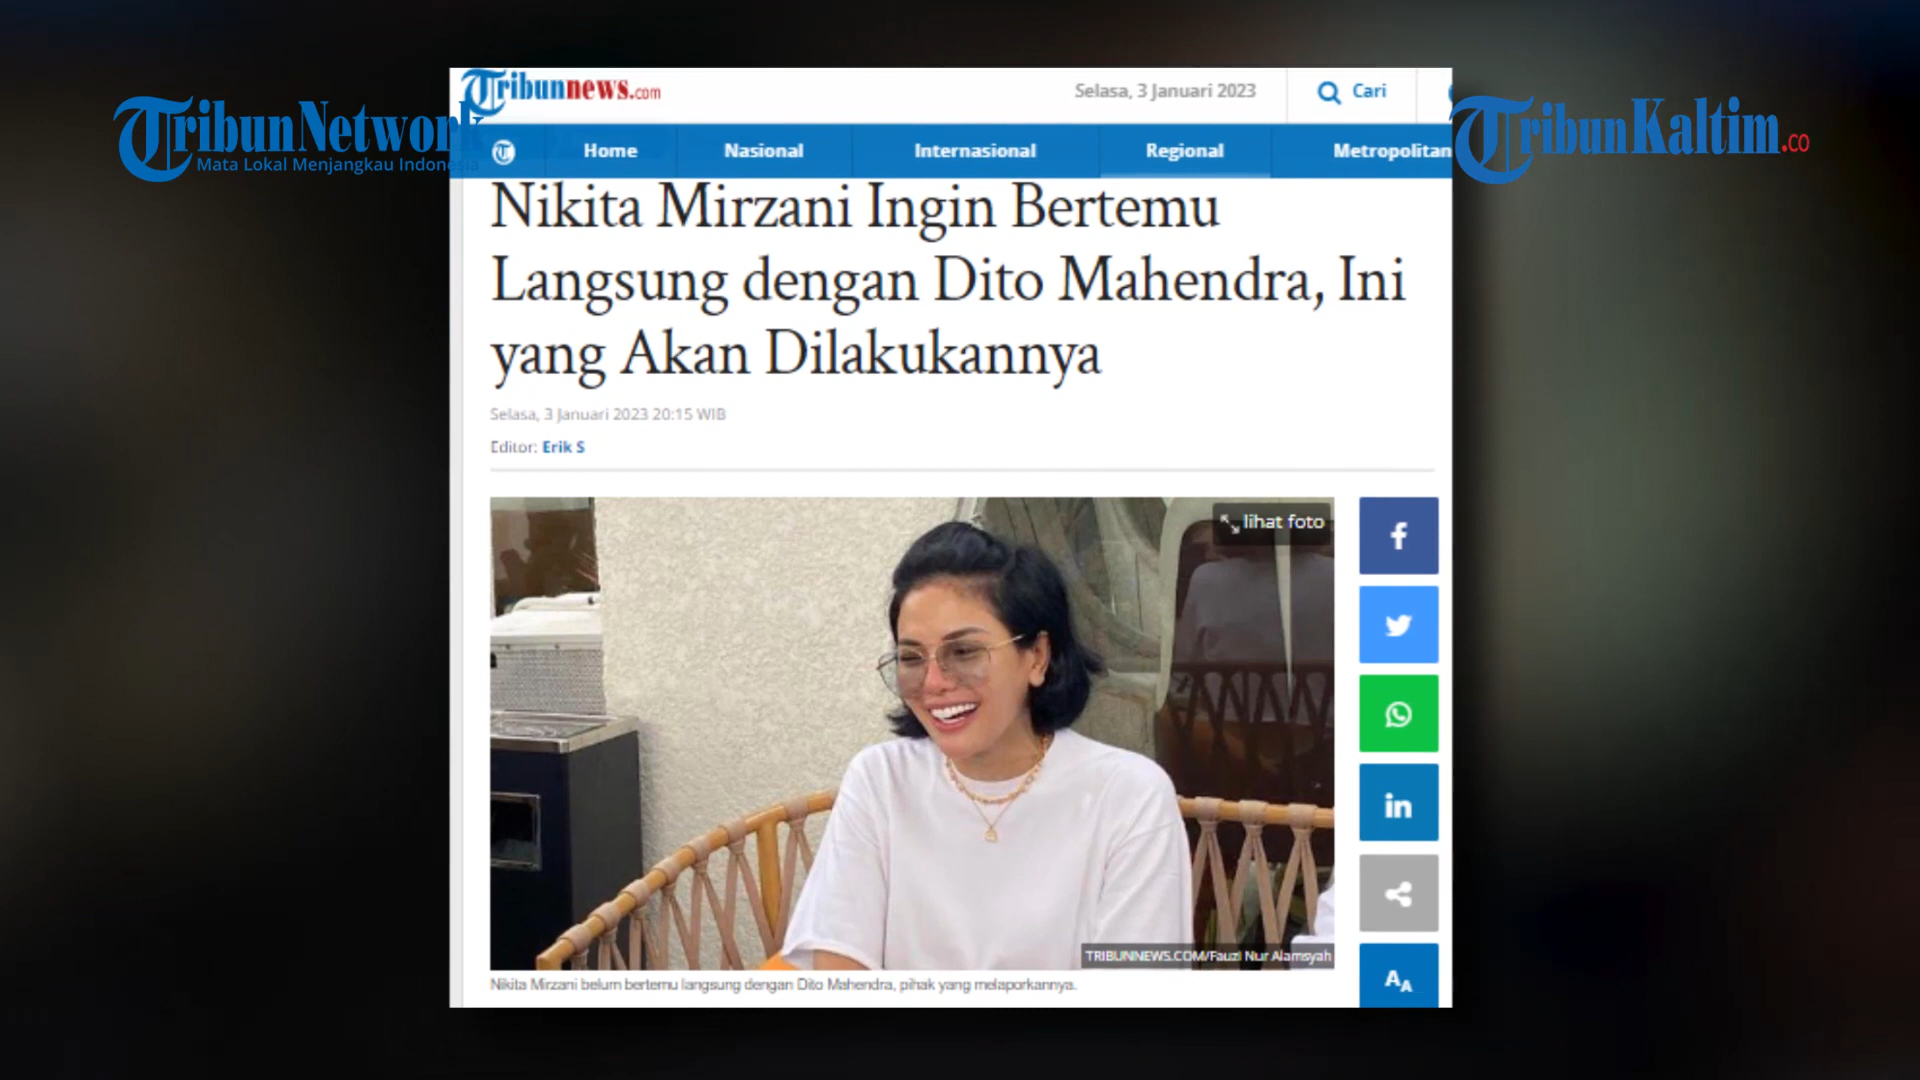 Tribunnews.com
Selasa, 3 Januari 2023
Cari
TribunNetwork
Mata Lokal Menjangkau Indonesia
TribunKaltim.co
Home
Nasional
Internasional
Regional
Metropolitan
Nikita Mirzani Ingin Bertemu
Langsung dengan Dito Mahendra, Ini
yang Akan Dilakukannya
Selasa, 3 Januari 2023 20:15 WIB
Editor: Erik S
lihat foto
TRIBUNNEWS.COM/Fauzi Nur Alamsyah
Nikita Mirzani belum bertemu langsung dengan Dito Mahendra, pihak yang melaporkannya.
f
in
AA